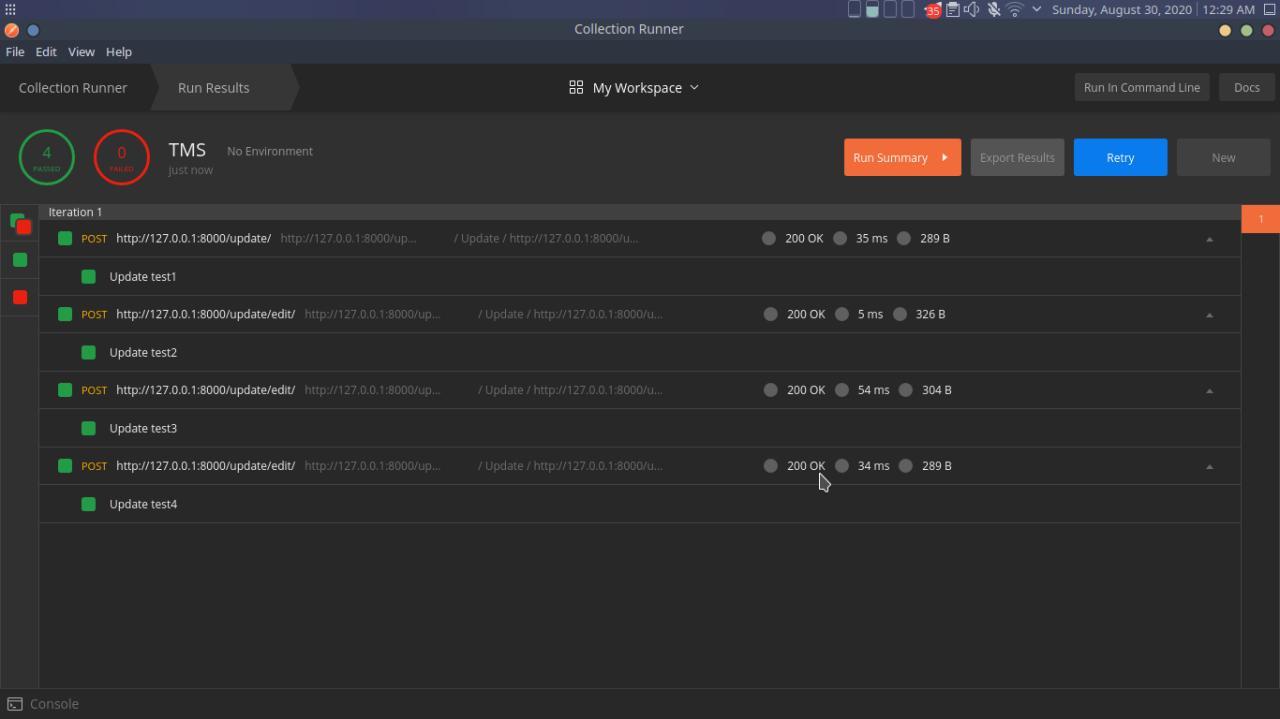 35 Sunday, August 30, 2020 12:29 AM
Collection Runner
File Edit View Help
Collection Runner Run Results My Workspace Run In Command Line Docs
4 PASSED 0 FAILED TMS No Environment
just now
Run Summary Export Results Retry New
Iteration 1
1
POST http://127.0.0.1:8000/update/ http://127.0.0.1:8000/up... / Update / http://127.0.0.1:8000/u... 200 OK 35 ms 289 B
Update test1
POST http://127.0.0.1:8000/update/edit/ http://127.0.0.1:8000/up... / Update / http://127.0.0.1:8000/u... 200 OK 5 ms 326 B
Update test2
POST http://127.0.0.1:8000/update/edit/ http://127.0.0.1:8000/up... / Update / http://127.0.0.1:8000/u... 200 OK 54 ms 304 B
Update test3
POST http://127.0.0.1:8000/update/edit/ http://127.0.0.1:8000/up... / Update / http://127.0.0.1:8000/u... 200 OK 34 ms 289 B
Update test4
Console